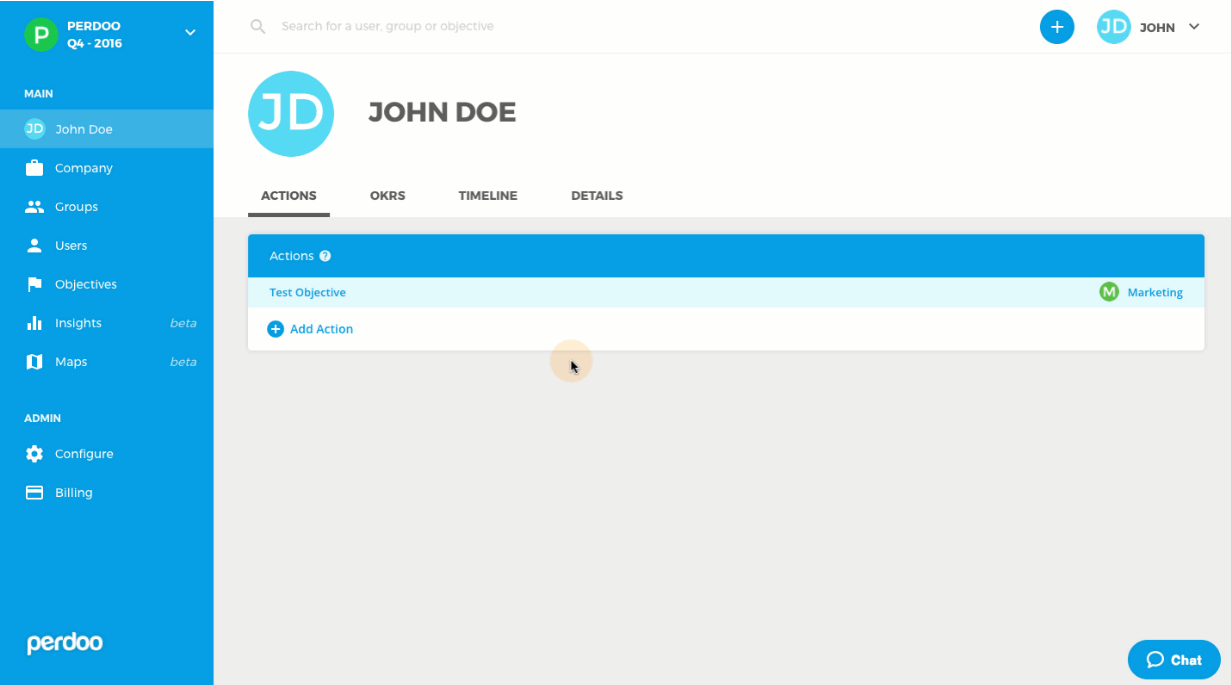 P
PERDOO
Q4 - 2016
Search for a user, group or objective
+
JD
JOHN
MAIN
JD
John Doe
Company
Groups
Users
Objectives
Insights beta
Maps beta
ADMIN
Configure
Billing
perdoo
JD
JOHN DOE
ACTIONS OKRS TIMELINE DETAILS
Actions ?
Test Objective M Marketing
+ Add Action
Chat